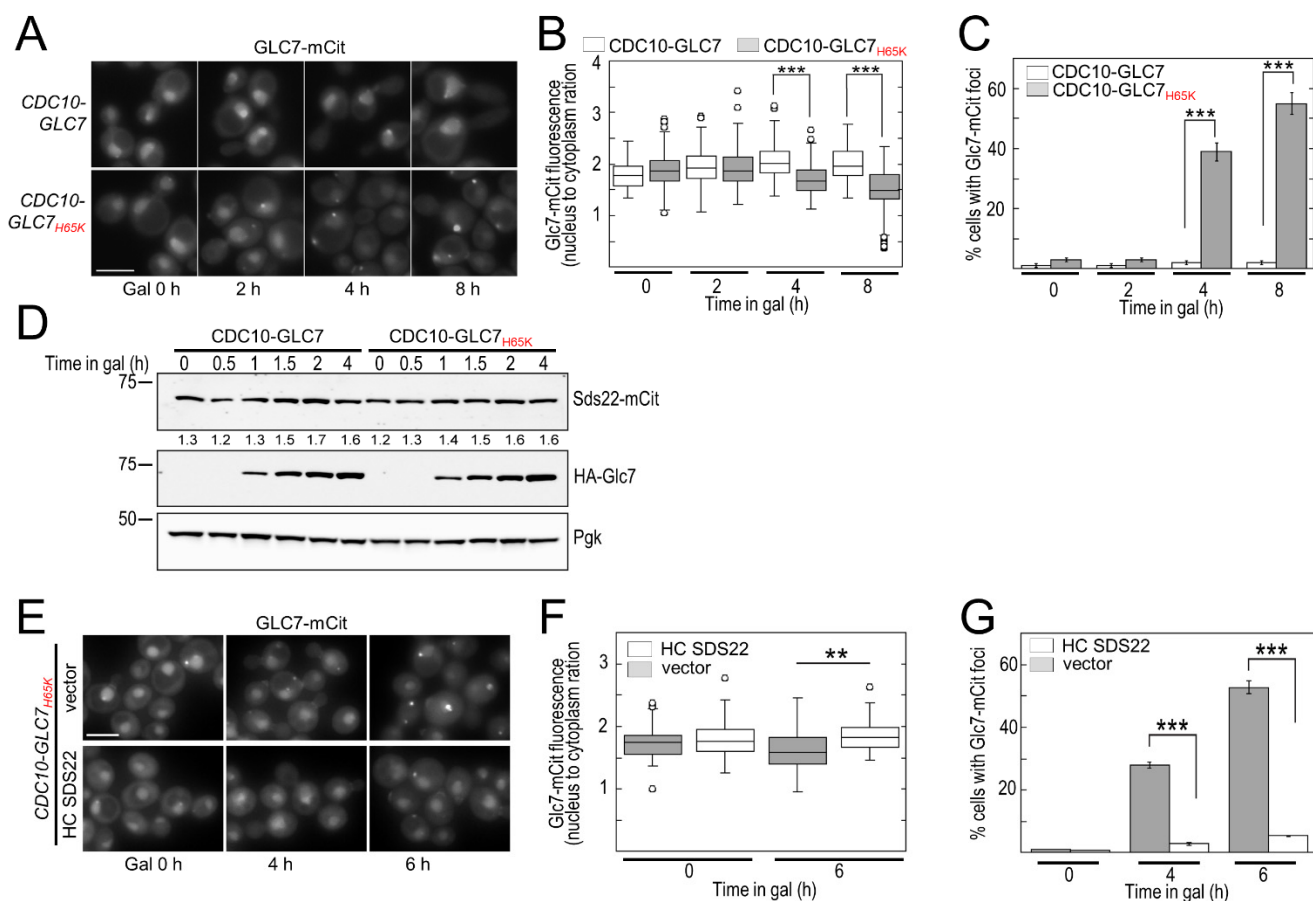 A
GLC7-mCit
CDC10-
GLC7
CDC10-
GLC7H65K
Gal 0 h 2 h 4 h 8 h
B
CDC10-GLC7 CDC10-GLC7H65K
Glc7-mCit fluorescence
(nucleus to cytoplasm ration)
4
3
2
1
*** ***
0 2 4 8
Time in gal (h)
C
CDC10-GLC7
CDC10-GLC7H65K
% cells with Glc7-mCit foci
60
40
20
*** ***
0 2 4 8
Time in gal (h)
D
CDC10-GLC7 CDC10-GLC7H65K
Time in gal (h) 0 0.5 1 1.5 2 4 0 0.5 1 1.5 2 4
75
Sds22-mCit
1.3 1.2 1.3 1.5 1.7 1.6 1.2 1.3 1.4 1.5 1.6 1.6
75
HA-Glc7
50
Pgk
E
GLC7-mCit
CDC10-GLC7H65K
vector
HC SDS22
Gal 0 h 4 h 6 h
F
HC SDS22
vector
Glc7-mCit fluorescence
(nucleus to cytoplasm ration)
3
2
1
**
0 6
Time in gal (h)
G
HC SDS22
vector
% cells with Glc7-mCit foci
60
40
20
*** ***
0 4 6
Time in gal (h)